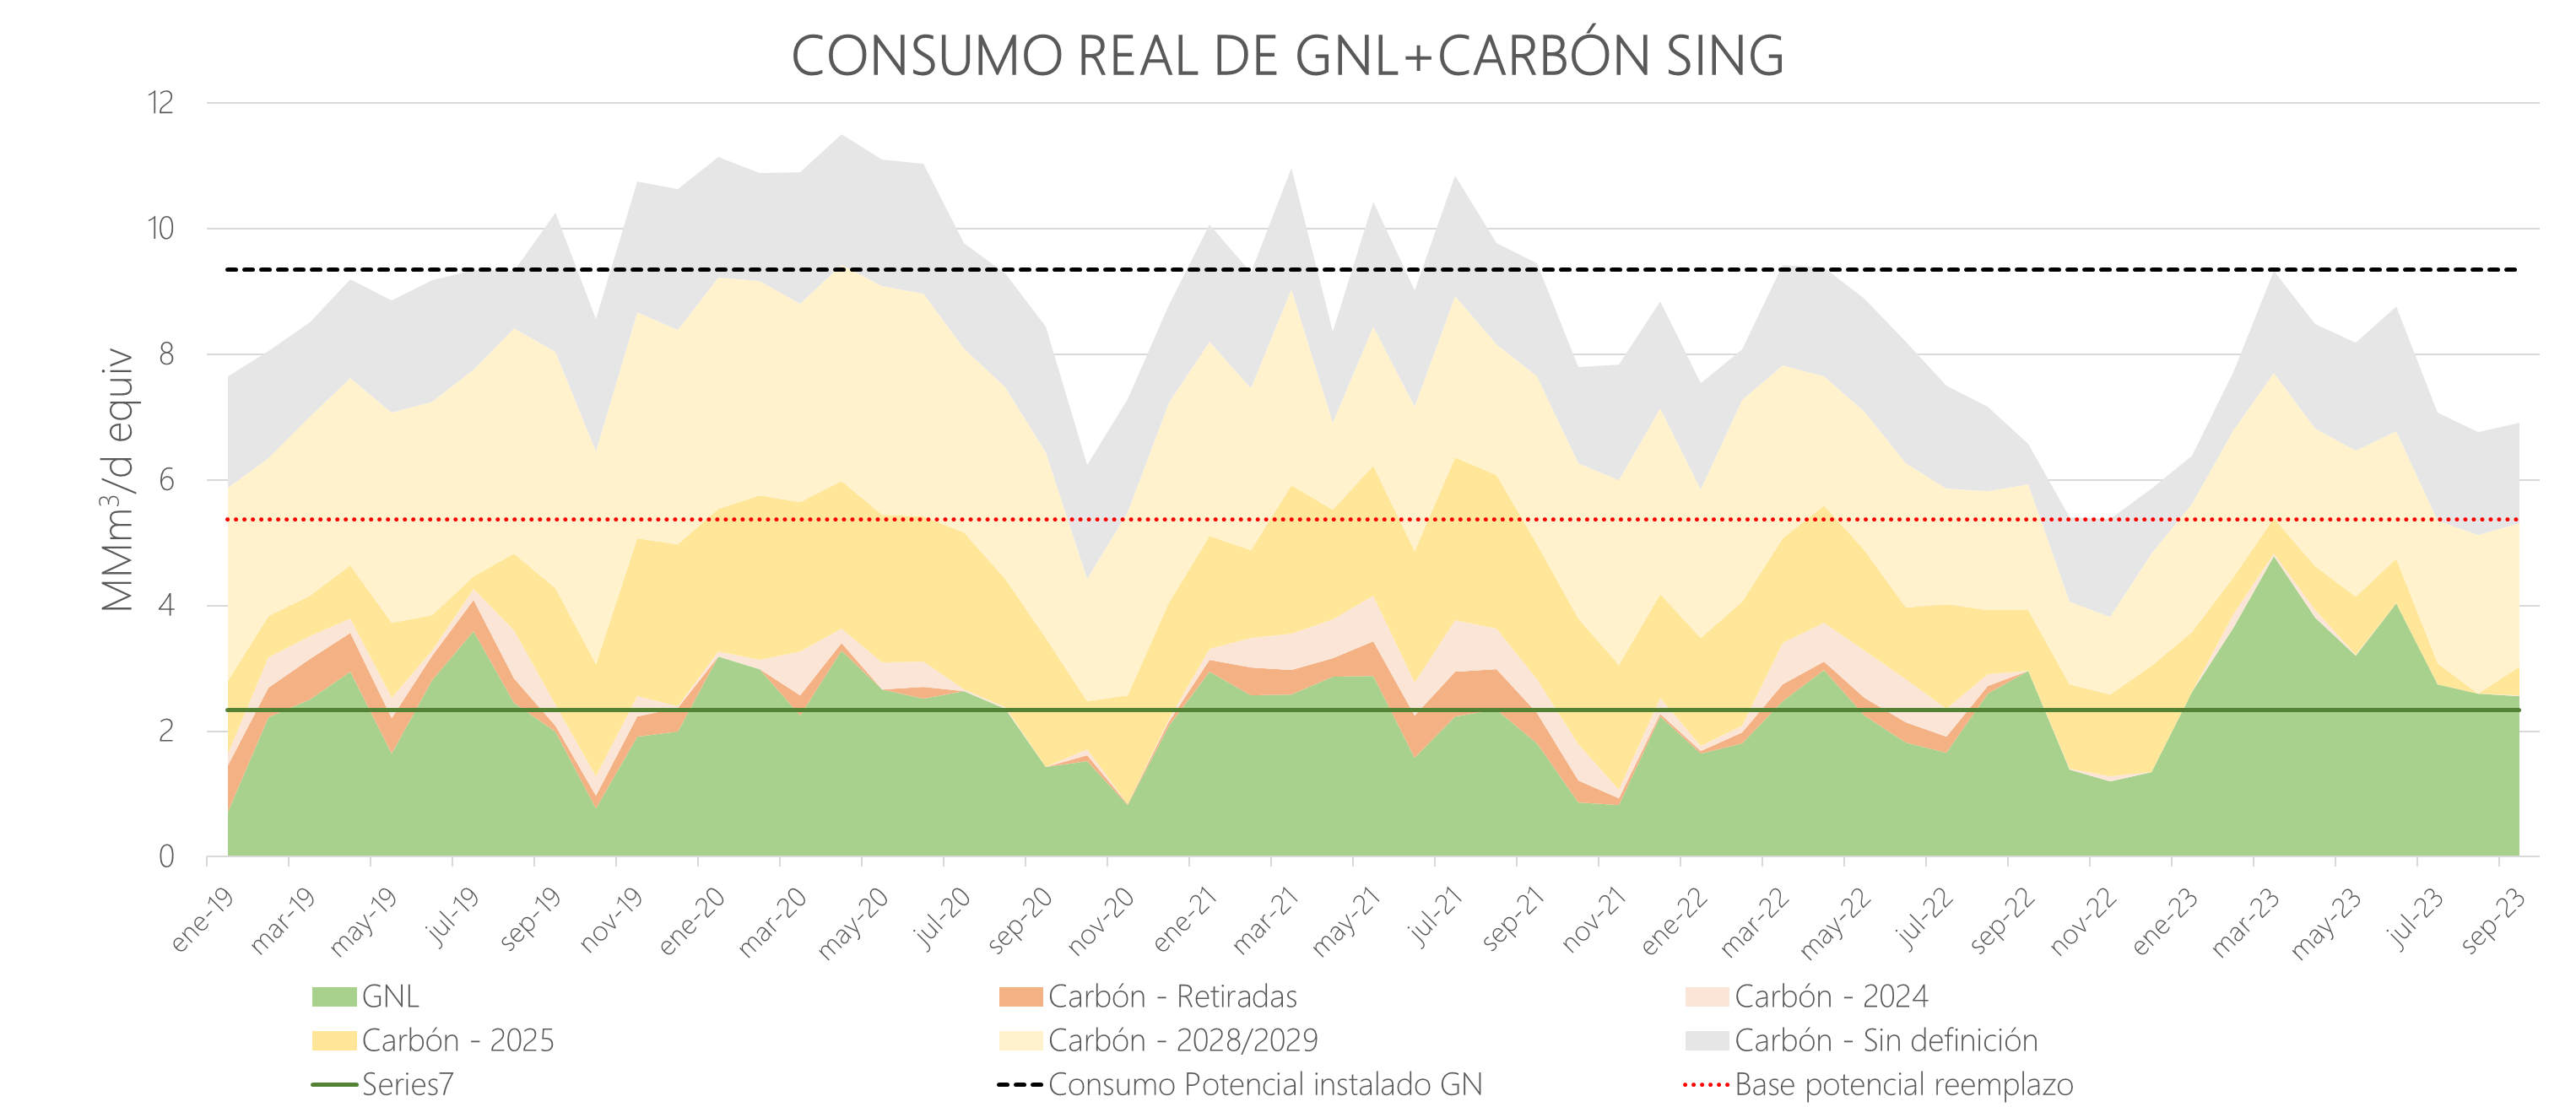 CONSUMO REAL DE GNL+CARBÓN SING
MMm³/d equiv
12
10
8
6
4
2
0
ene-19 mar-19 may-19 jul-19 sep-19 nov-19 ene-20 mar-20 may-20 jul-20 sep-20 nov-20 ene-21 mar-21 may-21 jul-21 sep-21 nov-21 ene-22 mar-22 may-22 jul-22 sep-22 nov-22 ene-23 mar-23 may-23 jul-23 sep-23
GNL Carbón - Retiradas Carbón - 2024
Carbón - 2025 Carbón - 2028/2029 Carbón - Sin definición
Series7 Consumo Potencial instalado GN Base potencial reemplazo